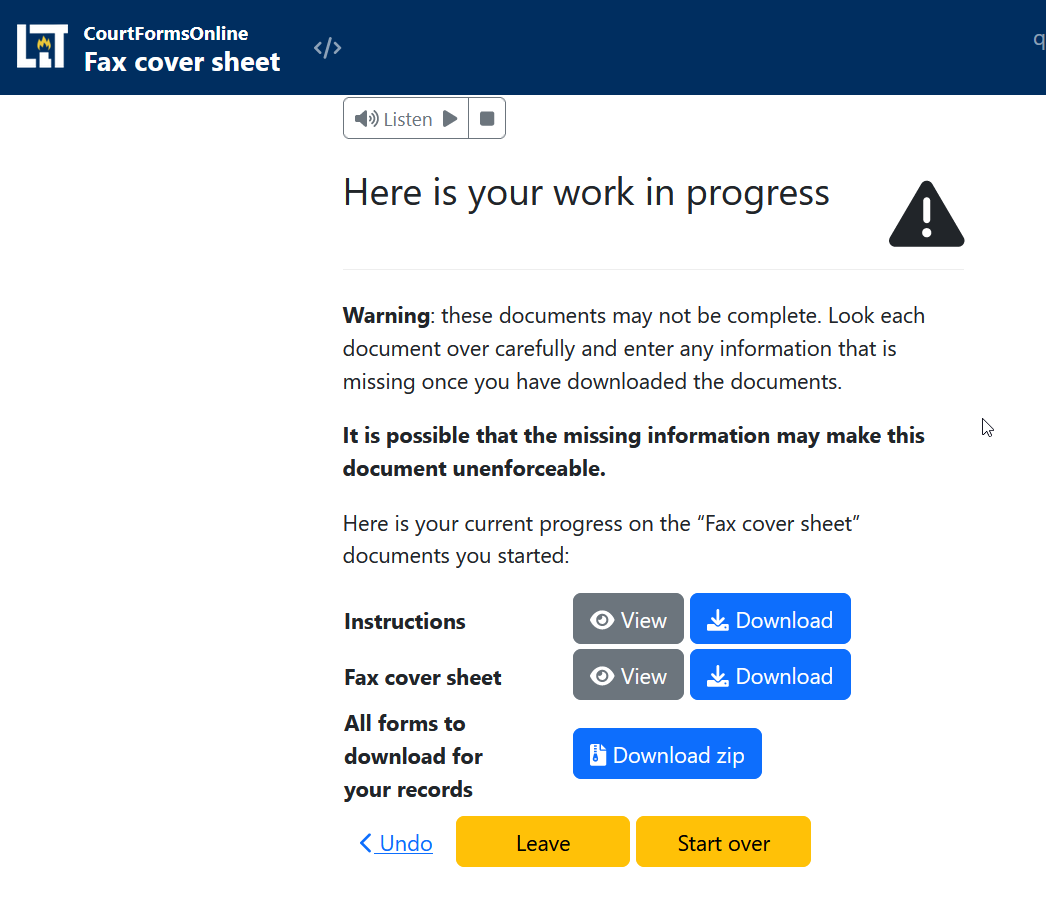 CourtFormsOnline
Fax cover sheet
</>
q
Listen
Here is your work in progress
Warning: these documents may not be complete. Look each
document over carefully and enter any information that is
missing once you have downloaded the documents.
It is possible that the missing information may make this
document unenforceable.
Here is your current progress on the “Fax cover sheet”
documents you started:
Instructions View Download
Fax cover sheet View Download
All forms to
download for
your records
Download zip
Undo Leave Start over